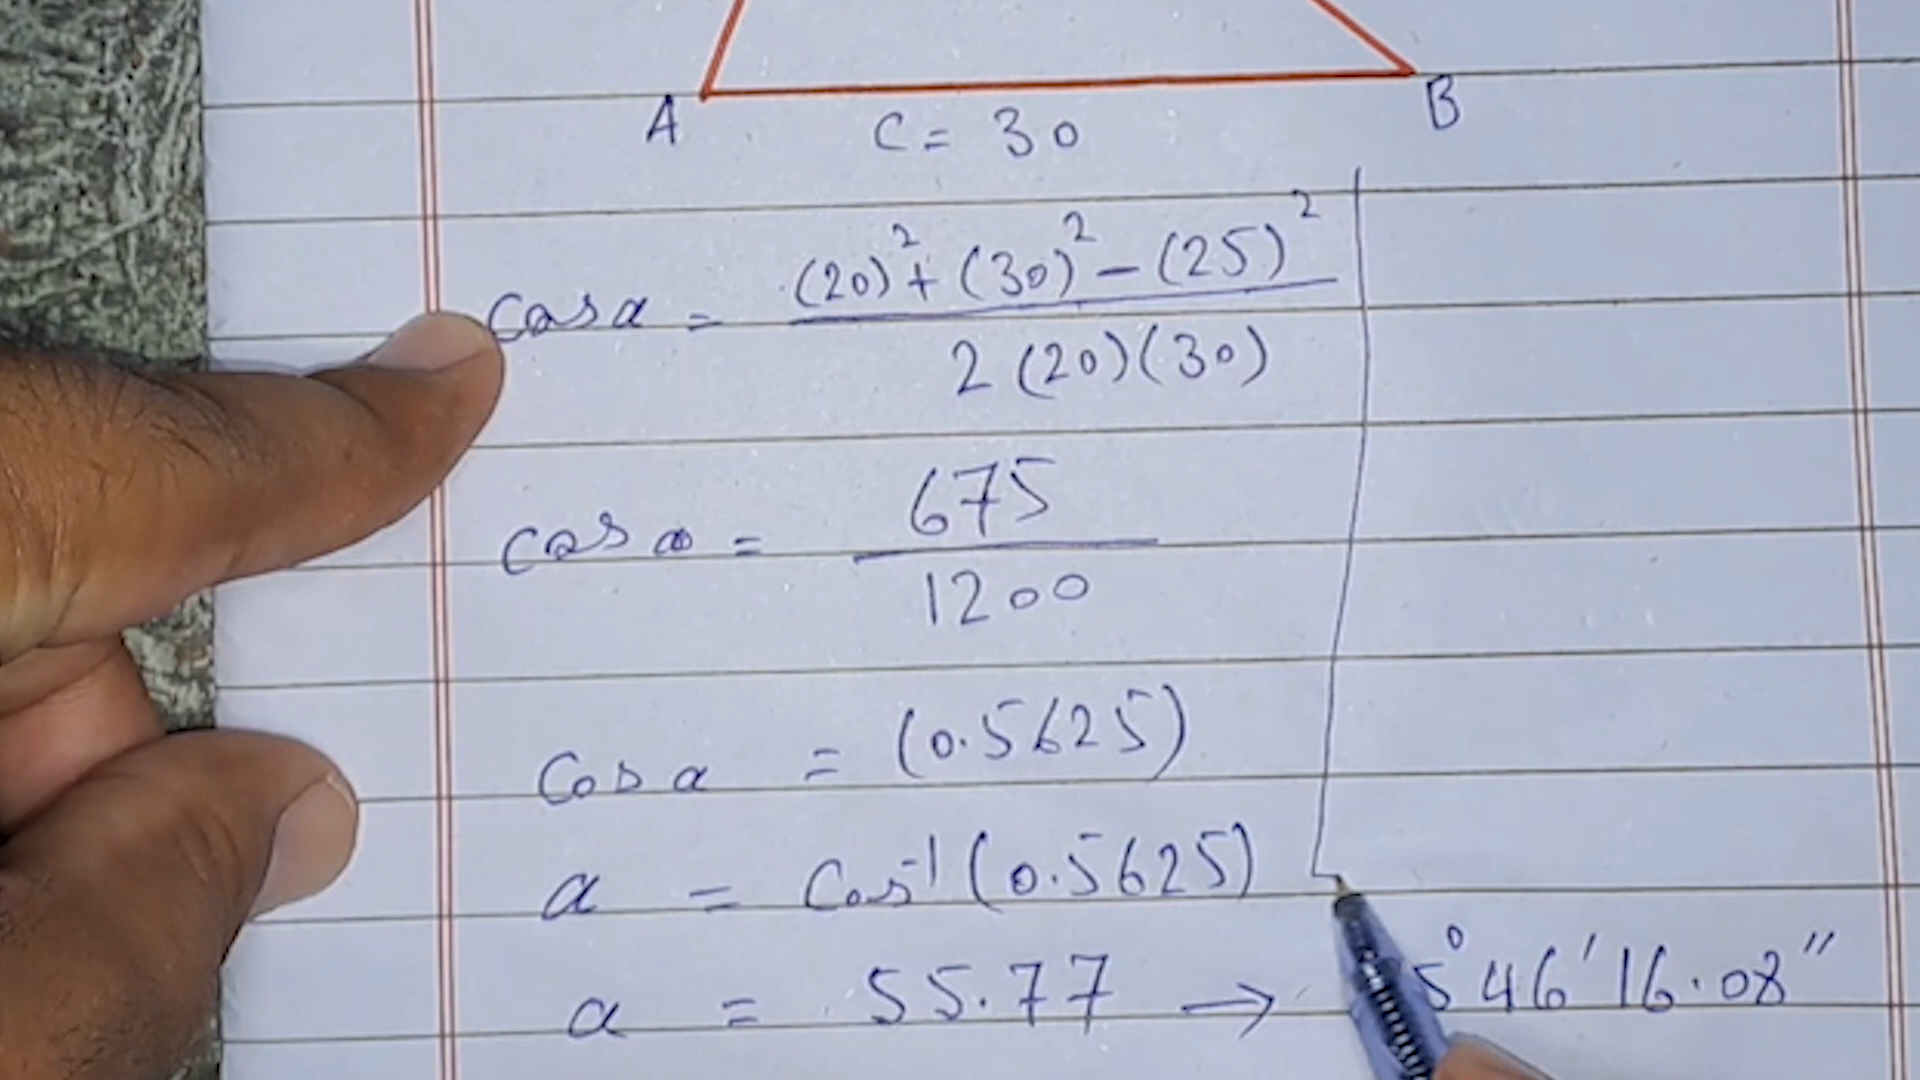 A B
C = 30
cos α = (20)² + (30)² - (25)² / 2 (20)(30)
cos α = 675 / 1200
Cos α = (0.5625)
α = Cos⁻¹ (0.5625)
α = 55.77 → 5° 46' 16.08"